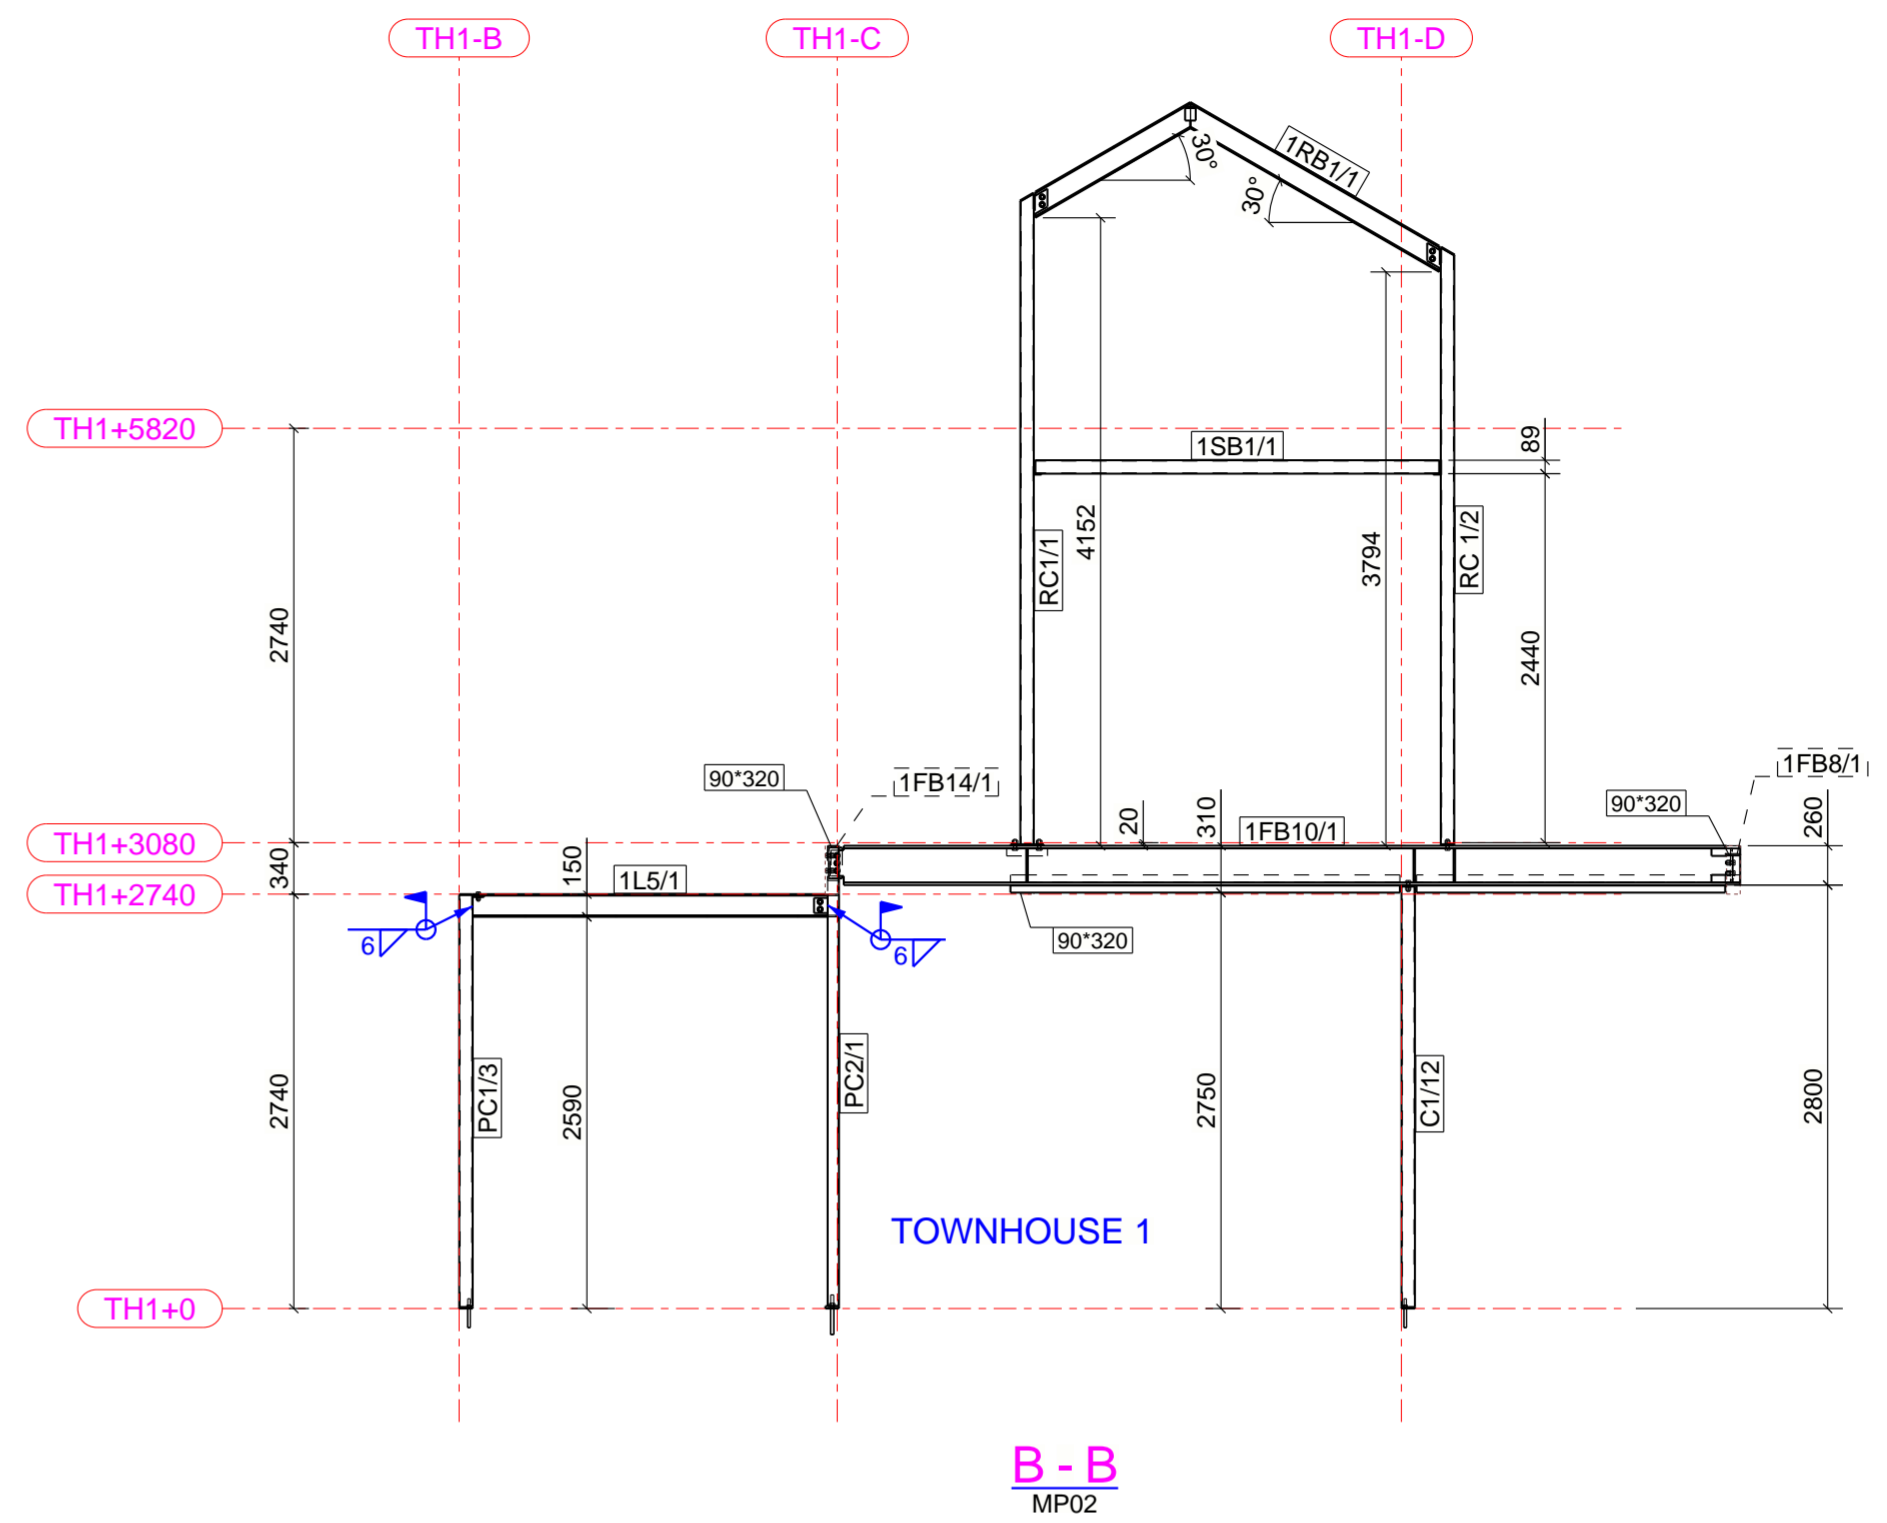 TH1-B
TH1-C
TH1-D
30°
1RB1/1
30°
TH1+5820
1SB1/1
89
4152
RC1/1
3794
RC 1/2
2740
2440
90*320
1FB14/1
1FB8/1
90*320
20
310
1FB10/1
260
TH1+3080
340
150
1L5/1
TH1+2740
6
6
90*320
2740
PC1/3
2590
PC2/1
2750
C1/12
2800
TOWNHOUSE 1
TH1+0
B - B
MP02